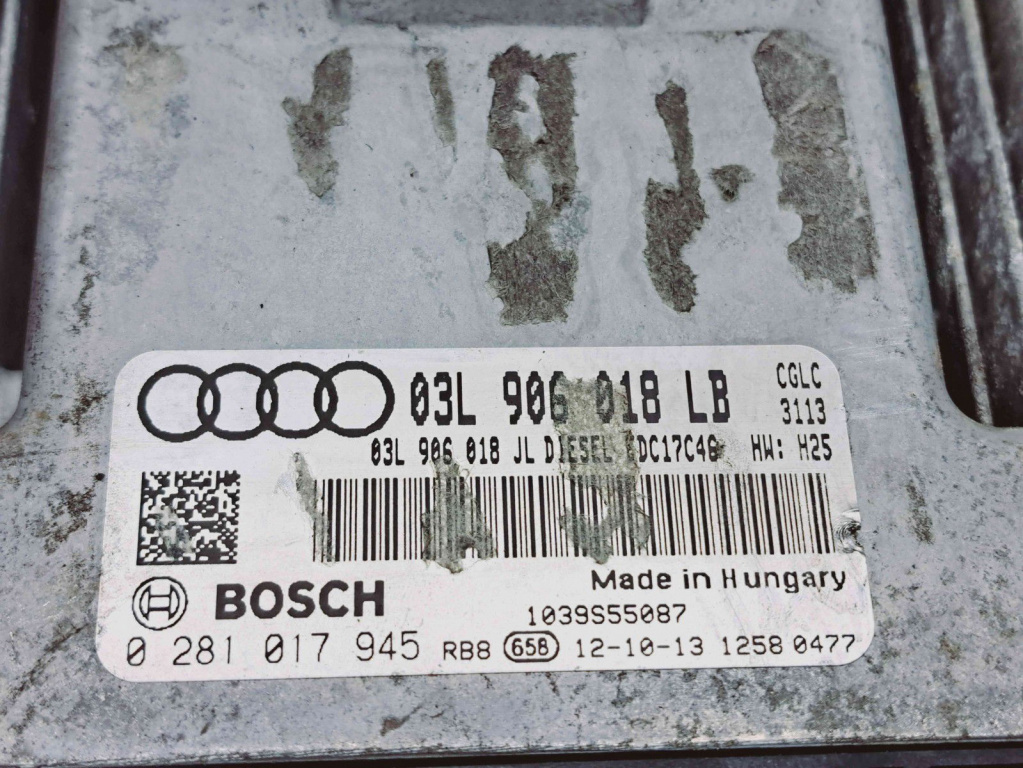 03L 906 018 LB CGLC
3113
03L 906 018 JL DIESEL HW: H25
BOSCH
Made in Hungary
1039S55087
0 281 017 945 RB8 658 12-10-13 1258 0477